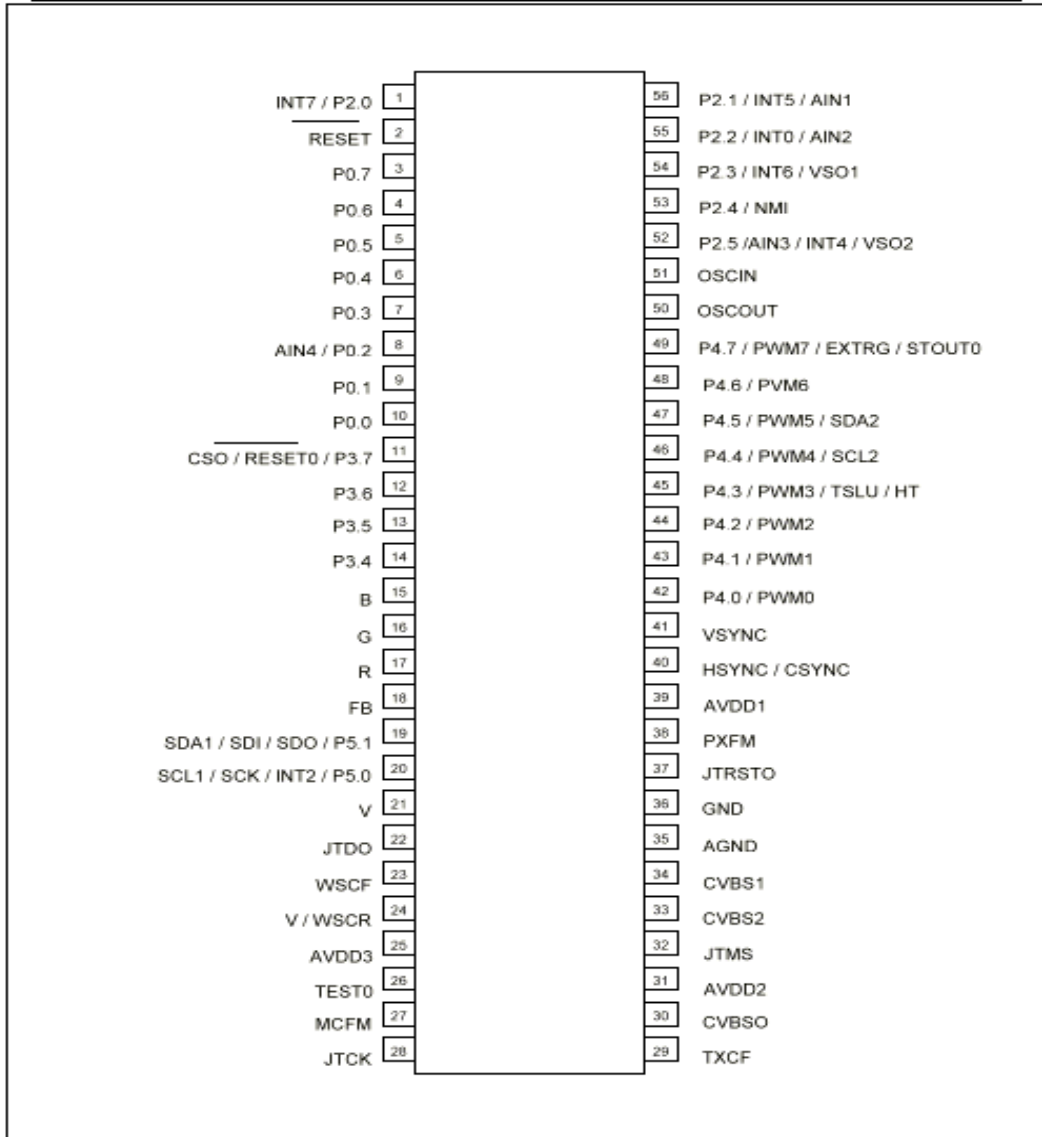 INT7 / P2.0 1
RESET 2
P0.7 3
P0.6 4
P0.5 5
P0.4 6
P0.3 7
AIN4 / P0.2 8
P0.1 9
P0.0 10
CSO / RESET0 / P3.7 11
P3.6 12
P3.5 13
P3.4 14
B 15
G 16
R 17
FB 18
SDA1 / SDI / SDO / P5.1 19
SCL1 / SCK / INT2 / P5.0 20
V 21
JTDO 22
WSCF 23
V / WSCR 24
AVDD3 25
TEST0 26
MCFM 27
JTCK 28
56 P2.1 / INT5 / AIN1
55 P2.2 / INT0 / AIN2
54 P2.3 / INT6 / VSO1
53 P2.4 / NMI
52 P2.5 /AIN3 / INT4 / VSO2
51 OSCIN
50 OSCOUT
49 P4.7 / PWM7 / EXTRG / STOUT0
48 P4.6 / PVM6
47 P4.5 / PWM5 / SDA2
46 P4.4 / PWM4 / SCL2
45 P4.3 / PWM3 / TSLU / HT
44 P4.2 / PWM2
43 P4.1 / PWM1
42 P4.0 / PWM0
41 VSYNC
40 HSYNC / CSYNC
39 AVDD1
38 PXFM
37 JTRSTO
36 GND
35 AGND
34 CVBS1
33 CVBS2
32 JTMS
31 AVDD2
30 CVBSO
29 TXCF